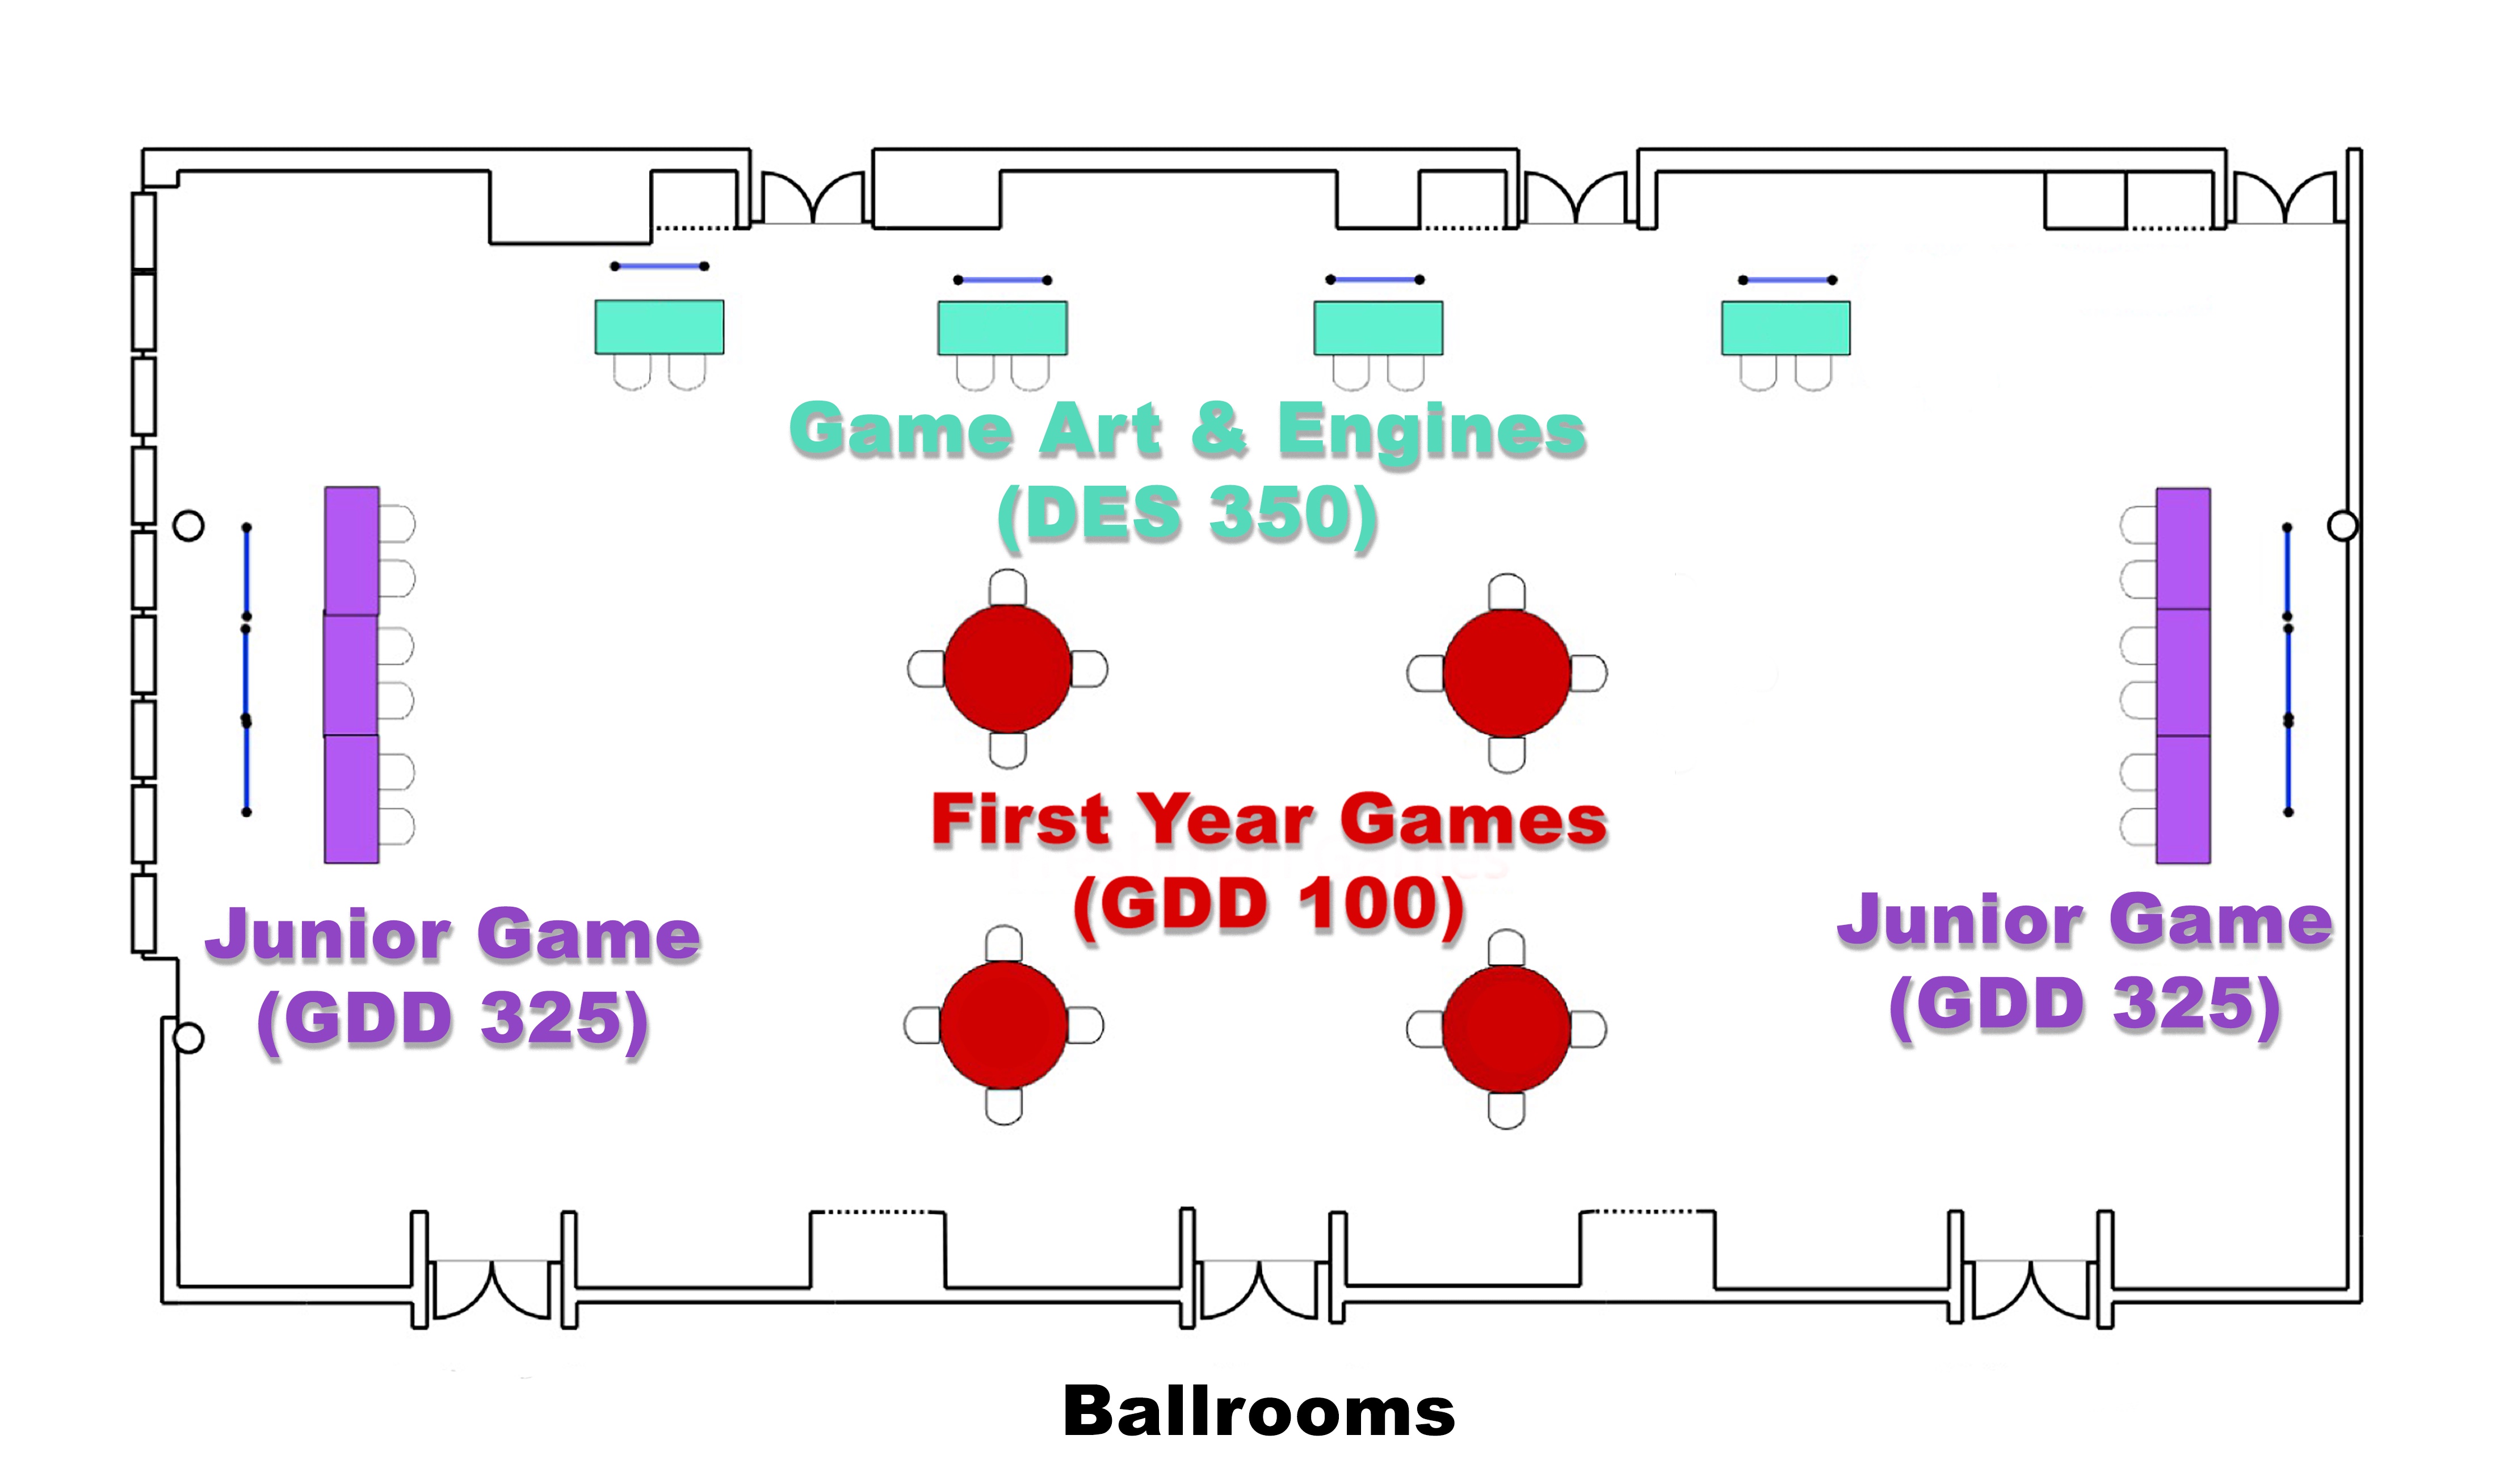 Game Art & Engines
(DES 350)
First Year Games
(GDD 100)
Junior Game
(GDD 325)
Junior Game
(GDD 325)
Ballrooms